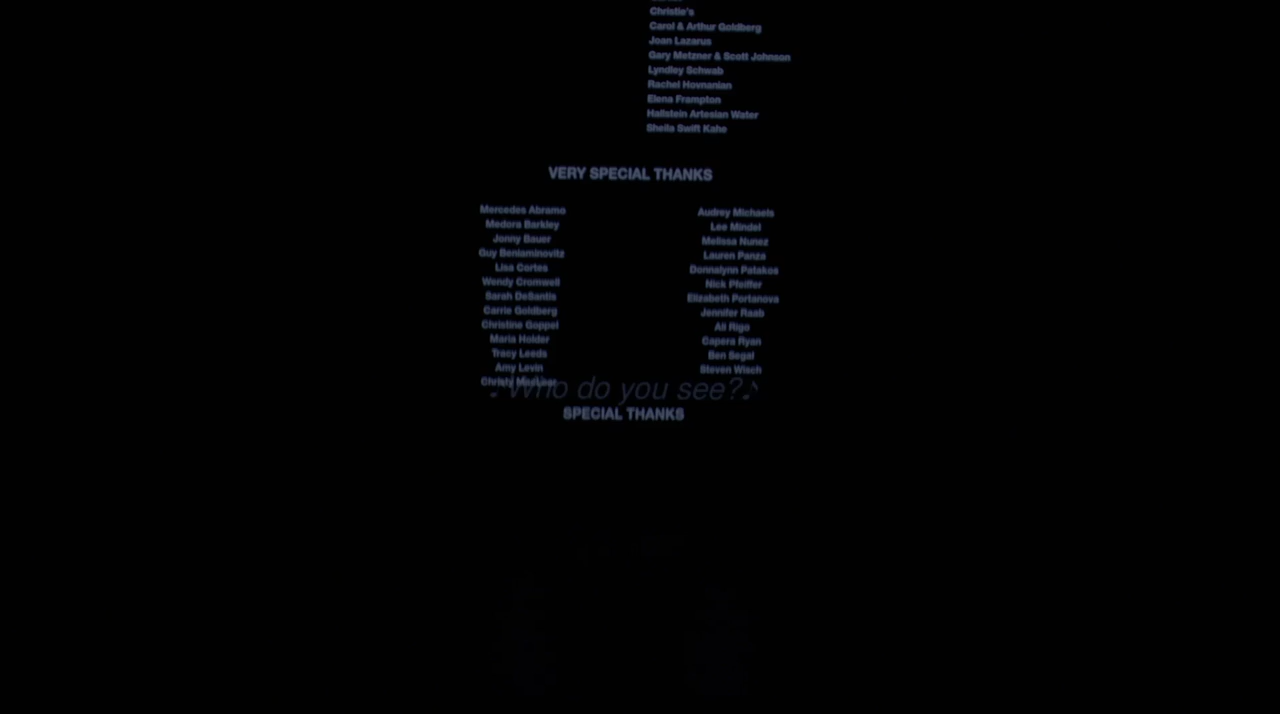 Christie's
Carol & Arthur Goldberg
Joan Lazarus
Gary Metzner & Scott Johnson
Lyndley Schwab
Rachel Hovnanian
Elena Frampton
Hallstein Artesian Water
Sheila Swift Kahe
VERY SPECIAL THANKS
Mercedes Abramo
Medora Barkley
Jonny Bauer
Guy Beniaminovitz
Lisa Cortes
Wendy Cromwell
Sarah DeSantis
Carrie Goldberg
Christine Goppel
Maria Holder
Tracy Leeds
Amy Levin
Christy MacLear
Audrey Michaels
Lee Mindel
Melissa Nunez
Lauren Panza
Donnalynn Patakos
Nick Pfeiffer
Elizabeth Portanova
Jennifer Raab
Ali Rigo
Capera Ryan
Ben Segal
Steven Wisch
♪ Who do you see? ♪
SPECIAL THANKS